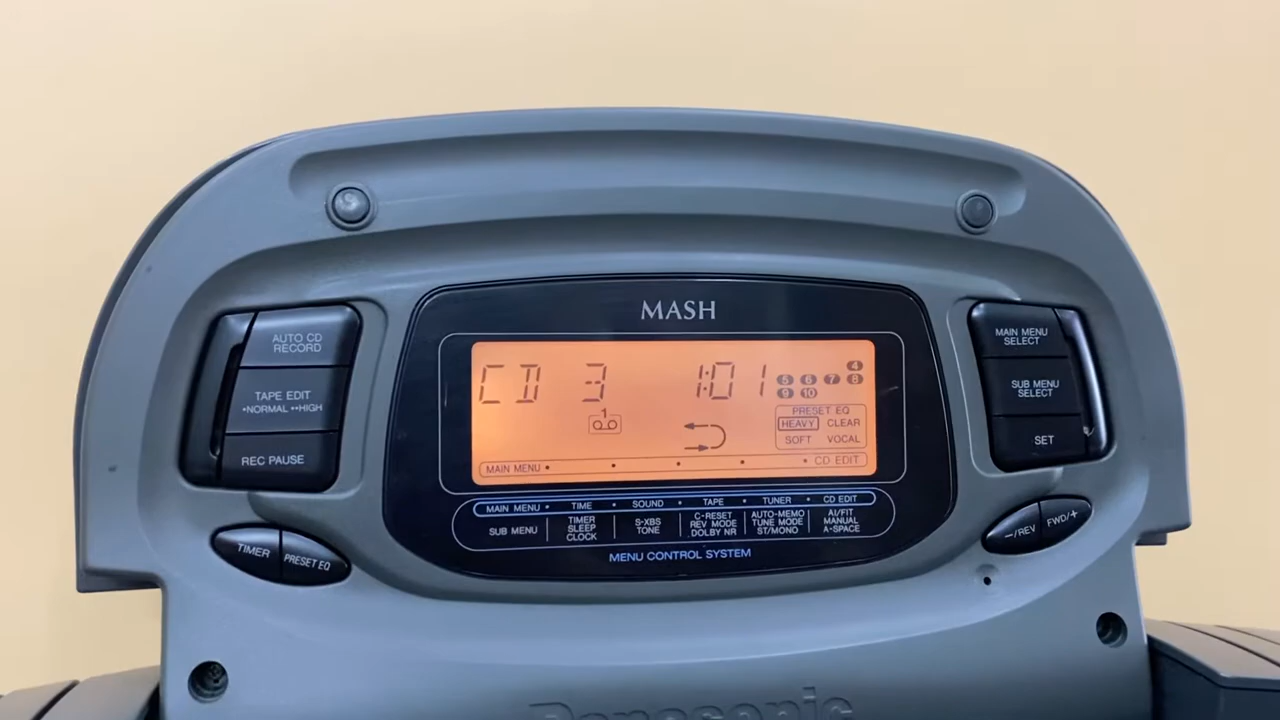 MASH
AUTO CD
RECORD
TAPE EDIT
•NORMAL ••HIGH
REC PAUSE
TIMER
PRESET EQ
CD 3 1:01
4
5 6 7 8
9 10
1
PRESET EQ
HEAVY CLEAR
SOFT VOCAL
MAIN MENU • • • • • CD EDIT
MAIN MENU • TIME • SOUND • TAPE • TUNER • CD EDIT
SUB MENU
TIMER
SLEEP
CLOCK
S-XBS
TONE
C-RESET
REV MODE
DOLBY NR
AUTO-MEMO
TUNE MODE
ST/MONO
AI/FIT
MANUAL
A-SPACE
MENU CONTROL SYSTEM
MAIN MENU
SELECT
SUB MENU
SELECT
SET
−/REV
FWD/+
Panasonic